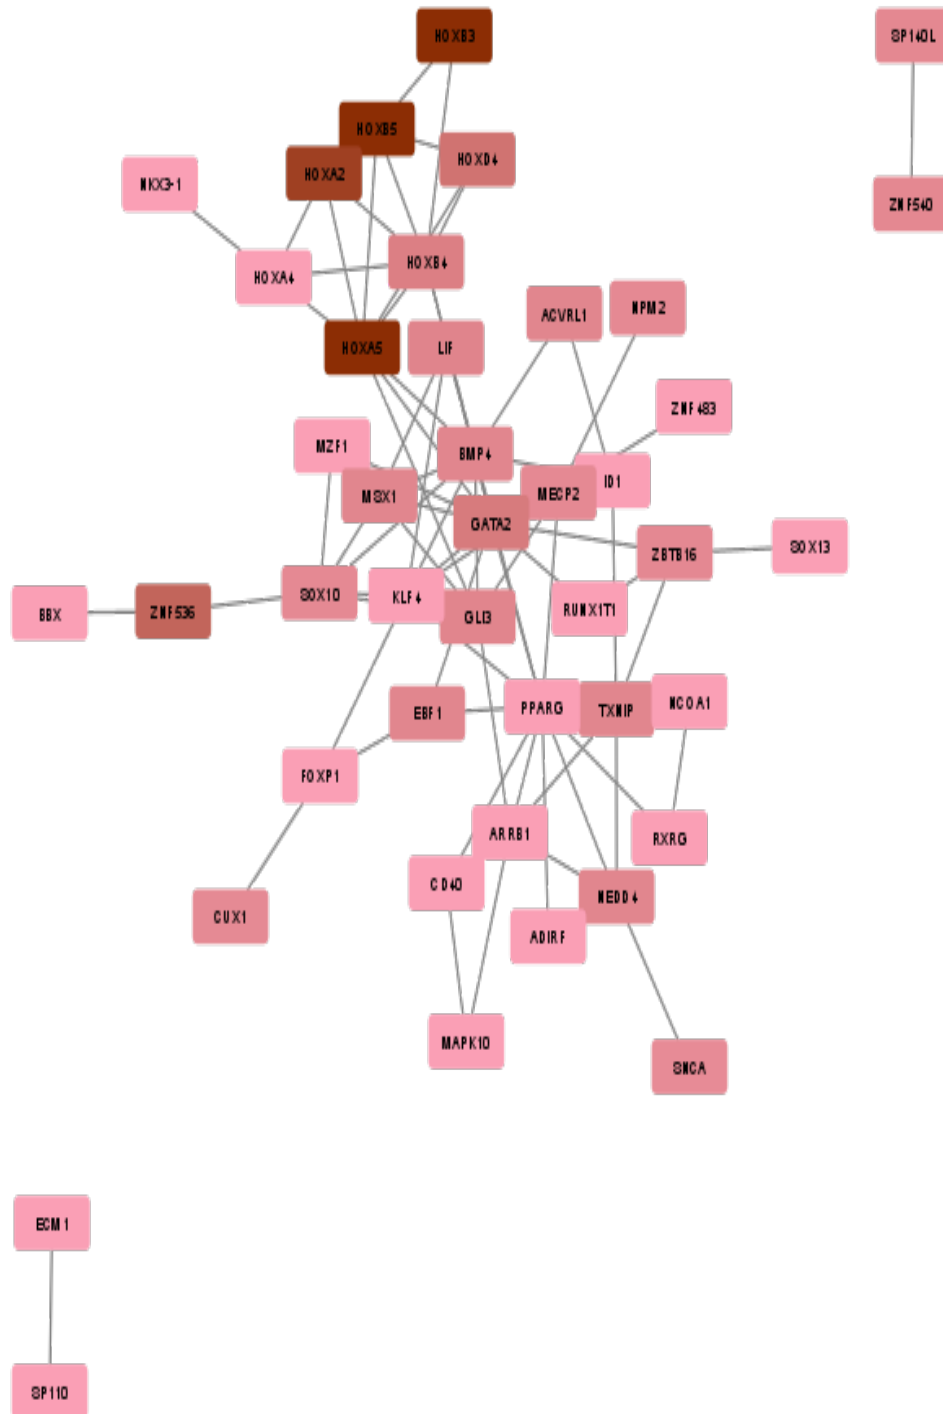 HOXB3
SP140L
HOXB5
HOXD4
HOXA2
NKX3-1
ZNF540
HOXB4
HOXA4
NPM2
ACVRL1
HOXA5
LIF
ZNF483
MZF1
BMP4
ID1
MECP2
MSX1
GATA2
SOX13
ZBTB16
SOX10
KLF4
RUNX1T1
BBX
ZNF536
GLI3
NCOA1
PPARG
TXNIP
EBF1
FOXP1
ARRB1
RXRG
CD40
NEDD4
CUX1
ADIRF
MAPK10
SNCA
ECM1
SP110